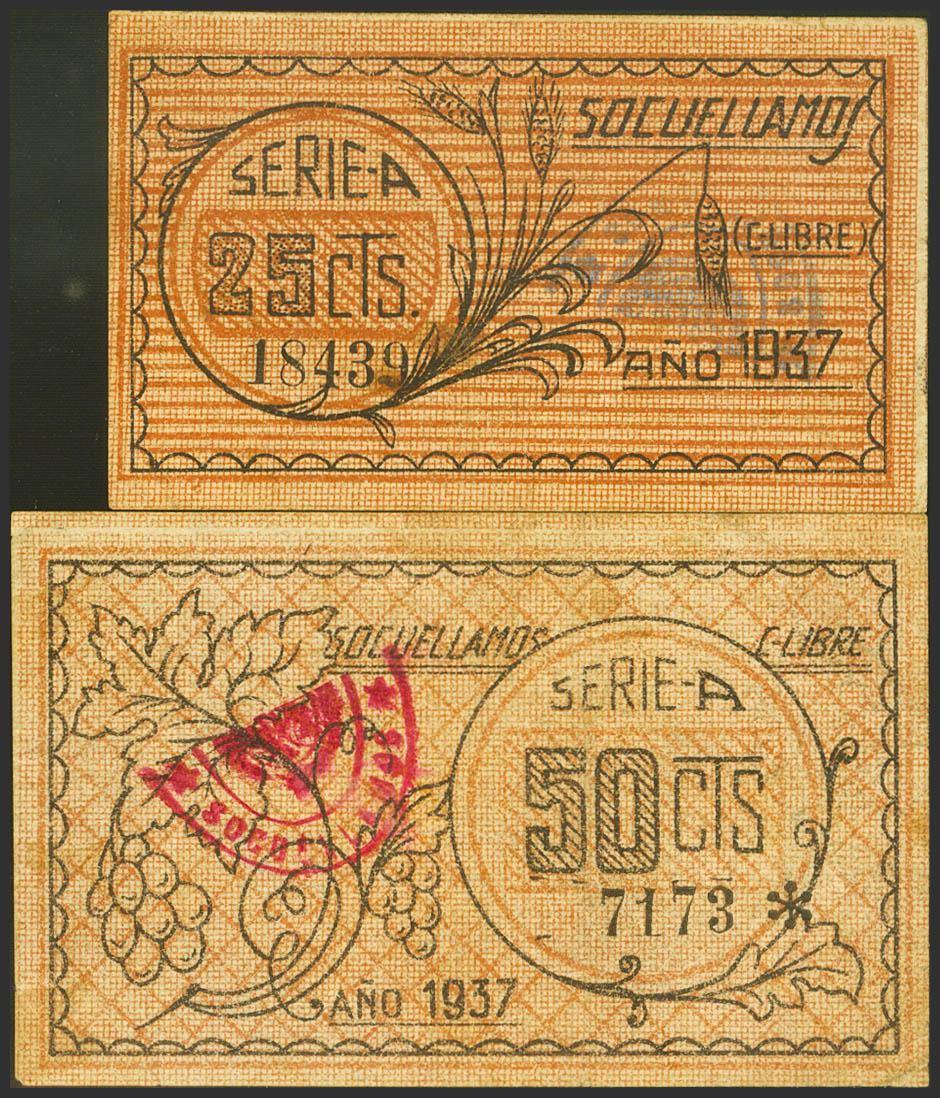 SOCUELLAMOS
SERIE-A
(C-LIBRE)
25 CTS.
18439
AÑO 1937
SOCUELLAMOS
C-LIBRE
SERIE-A
50 CTS
7173 *
AÑO 1937